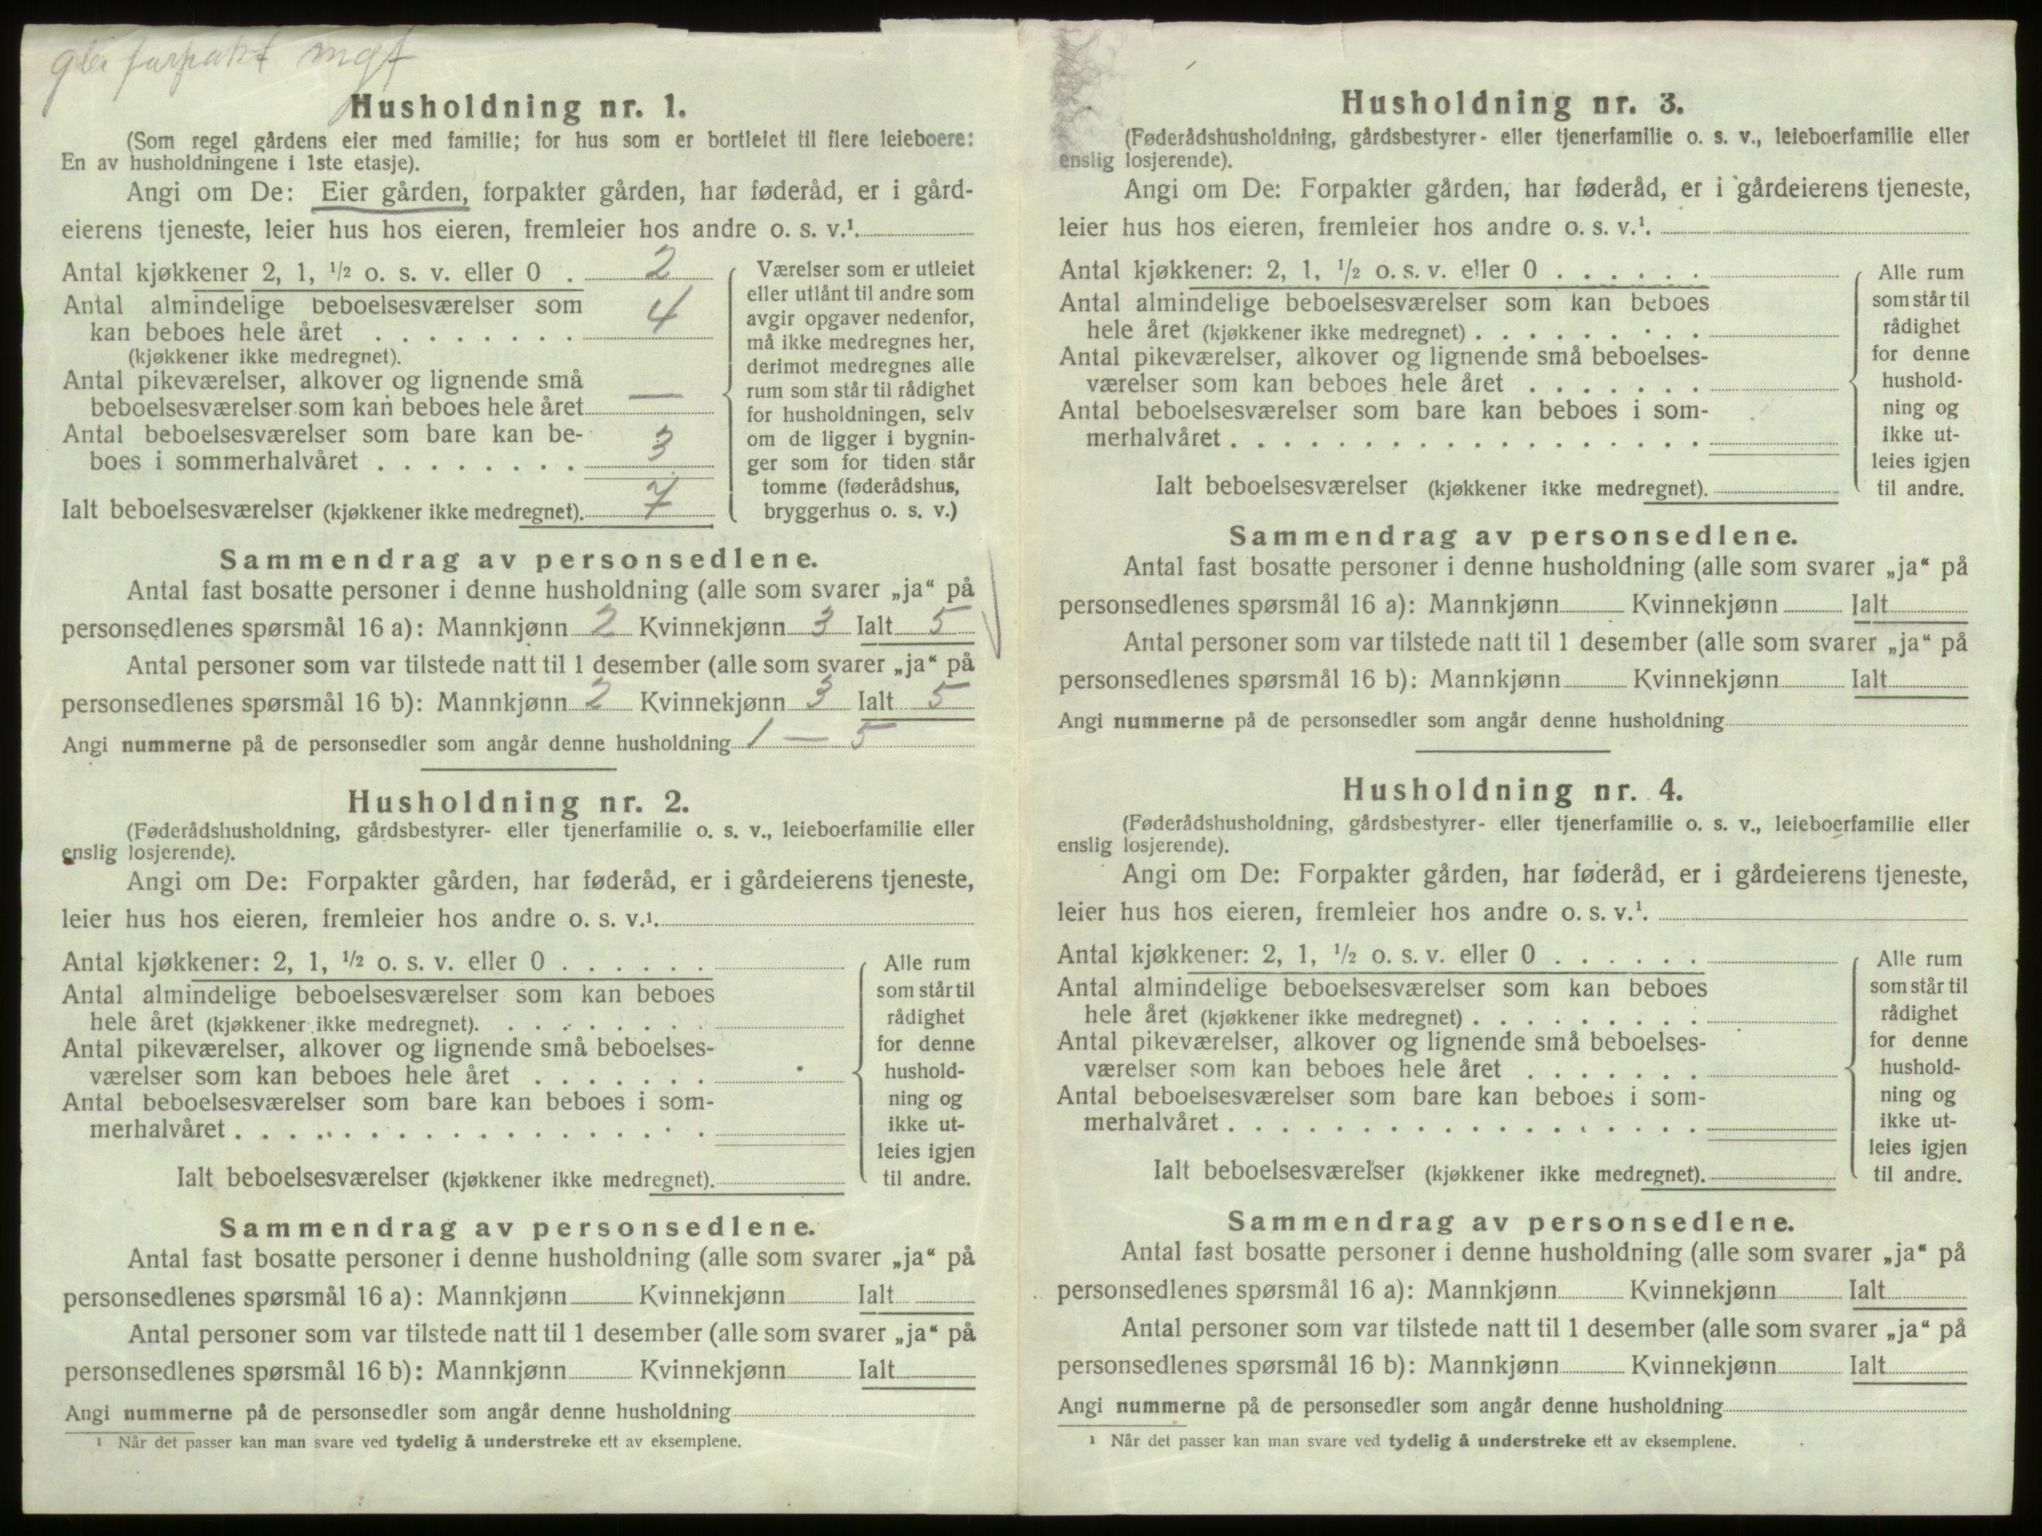 forpakt mgf
Husholdning nr. 1.
(Som regel gårdens eier med familie; for hus som er bortleiet til flere leieboere:
En av husholdningene i 1ste etasje).
Angi om De: Eier gården, forpakter gården, har føderåd, er i gård-
eierens tjeneste, leier hus hos eieren, fremleier hos andre o. s. v.¹.
Antal kjøkkener 2, 1, ½ o. s. v. eller 0 . 2
Antal almindelige beboelsesværelser som
kan beboes hele året . . . . . . . . 4
(kjøkkener ikke medregnet).
Antal pikeværelser, alkover og lignende små
beboelsesværelser som kan beboes hele året —
Antal beboelsesværelser som bare kan be-
boes i sommerhalvåret . . . . . . . . 3
Ialt beboelsesværelser (kjøkkener ikke medregnet). 7
Værelser som er utleiet
eller utlånt til andre som
avgir opgaver nedenfor,
må ikke medregnes her,
derimot medregnes alle
rum som står til rådighet
for husholdningen, selv
om de ligger i bygnin-
ger som for tiden står
tomme (føderådshus,
bryggerhus o. s. v.)
Sammendrag av personsedlene.
Antal fast bosatte personer i denne husholdning (alle som svarer „ja“ på
personsedlenes spørsmål 16 a): Mannkjønn 2 Kvinnekjønn 3 Ialt 5
Antal personer som var tilstede natt til 1 desember (alle som svarer „ja“ på
personsedlenes spørsmål 16 b): Mannkjønn 2 Kvinnekjønn 3 Ialt 5
Angi nummerne på de personsedler som angår denne husholdning 1 — 5
Husholdning nr. 2.
(Føderådshusholdning, gårdsbestyrer- eller tjenerfamilie o. s. v., leieboerfamilie eller
enslig losjerende).
Angi om De: Forpakter gården, har føderåd, er i gårdeierens tjeneste,
leier hus hos eieren, fremleier hos andre o. s. v.¹.
Antal kjøkkener: 2, 1, ½ o. s. v. eller 0 . . . . . .
Antal almindelige beboelsesværelser som kan beboes
hele året (kjøkkener ikke medregnet). . . . . . . . .
Antal pikeværelser, alkover og lignende små beboelses-
værelser som kan beboes hele året . . . . . . .
Antal beboelsesværelser som bare kan beboes i som-
merhalvåret . . . . . . . . . . . . . . . . . .
Ialt beboelsesværelser (kjøkkener ikke medregnet).
Alle rum
som står til
rådighet
for denne
hushold-
ning og
ikke ut-
leies igjen
til andre.
Sammendrag av personsedlene.
Antal fast bosatte personer i denne husholdning (alle som svarer „ja“ på
personsedlenes spørsmål 16 a): Mannkjønn Kvinnekjønn Ialt
Antal personer som var tilstede natt til 1 desember (alle som svarer „ja“ på
personsedlenes spørsmål 16 b): Mannkjønn Kvinnekjønn Ialt
Angi nummerne på de personsedler som angår denne husholdning
¹ Når det passer kan man svare ved tydelig å understreke ett av eksemplene.
Husholdning nr. 3.
(Føderådshusholdning, gårdsbestyrer- eller tjenerfamilie o. s. v., leieboerfamilie eller
enslig losjerende).
Angi om De: Forpakter gården, har føderåd, er i gårdeierens tjeneste,
leier hus hos eieren, fremleier hos andre o. s. v.¹.
Antal kjøkkener: 2, 1, ½ o. s. v. eller 0 . . . . . .
Antal almindelige beboelsesværelser som kan beboes
hele året (kjøkkener ikke medregnet) . . . . . . . . .
Antal pikeværelser, alkover og lignende små beboelses-
værelser som kan beboes hele året . . . . . . .
Antal beboelsesværelser som bare kan beboes i som-
merhalvåret . . . . . . . . . . . . . . . . . .
Ialt beboelsesværelser (kjøkkener ikke medregnet).
Alle rum
som står til
rådighet
for denne
hushold-
ning og
ikke ut-
leies igjen
til andre.
Sammendrag av personsedlene.
Antal fast bosatte personer i denne husholdning (alle som svarer „ja“ på
personsedlenes spørsmål 16 a): Mannkjønn Kvinnekjønn Ialt
Antal personer som var tilstede natt til 1 desember (alle som svarer „ja“ på
personsedlenes spørsmål 16 b): Mannkjønn Kvinnekjønn Ialt
Angi nummerne på de personsedler som angår denne husholdning
Husholdning nr. 4.
(Føderådshusholdning, gårdsbestyrer- eller tjenerfamilie o. s. v., leieboerfamilie eller
enslig losjerende).
Angi om De: Forpakter gården, har føderåd, er i gårdeierens tjeneste,
leier hus hos eieren, fremleier hos andre o. s. v.¹.
Antal kjøkkener: 2, 1, ½ o. s. v. eller 0 . . . . . .
Antal almindelige beboelsesværelser som kan beboes
hele året (kjøkkener ikke medregnet) . . . . . . . . .
Antal pikeværelser, alkover og lignende små beboelses-
værelser som kan beboes hele året . . . . . . .
Antal beboelsesværelser som bare kan beboes i som-
merhalvåret . . . . . . . . . . . . . . . . . .
Ialt beboelsesværelser (kjøkkener ikke medregnet).
Alle rum
som står til
rådighet
for denne
hushold-
ning og
ikke ut-
leies igjen
til andre.
Sammendrag av personsedlene.
Antal fast bosatte personer i denne husholdning (alle som svarer „ja“ på
personsedlenes spørsmål 16 a): Mannkjønn Kvinnekjønn Ialt
Antal personer som var tilstede natt til 1 desember (alle som svarer „ja“ på
personsedlenes spørsmål 16 b): Mannkjønn Kvinnekjønn Ialt
Angi nummerne på de personsedler som angår denne husholdning
¹ Når det passer kan man svare ved tydelig å understreke ett av eksemplene.